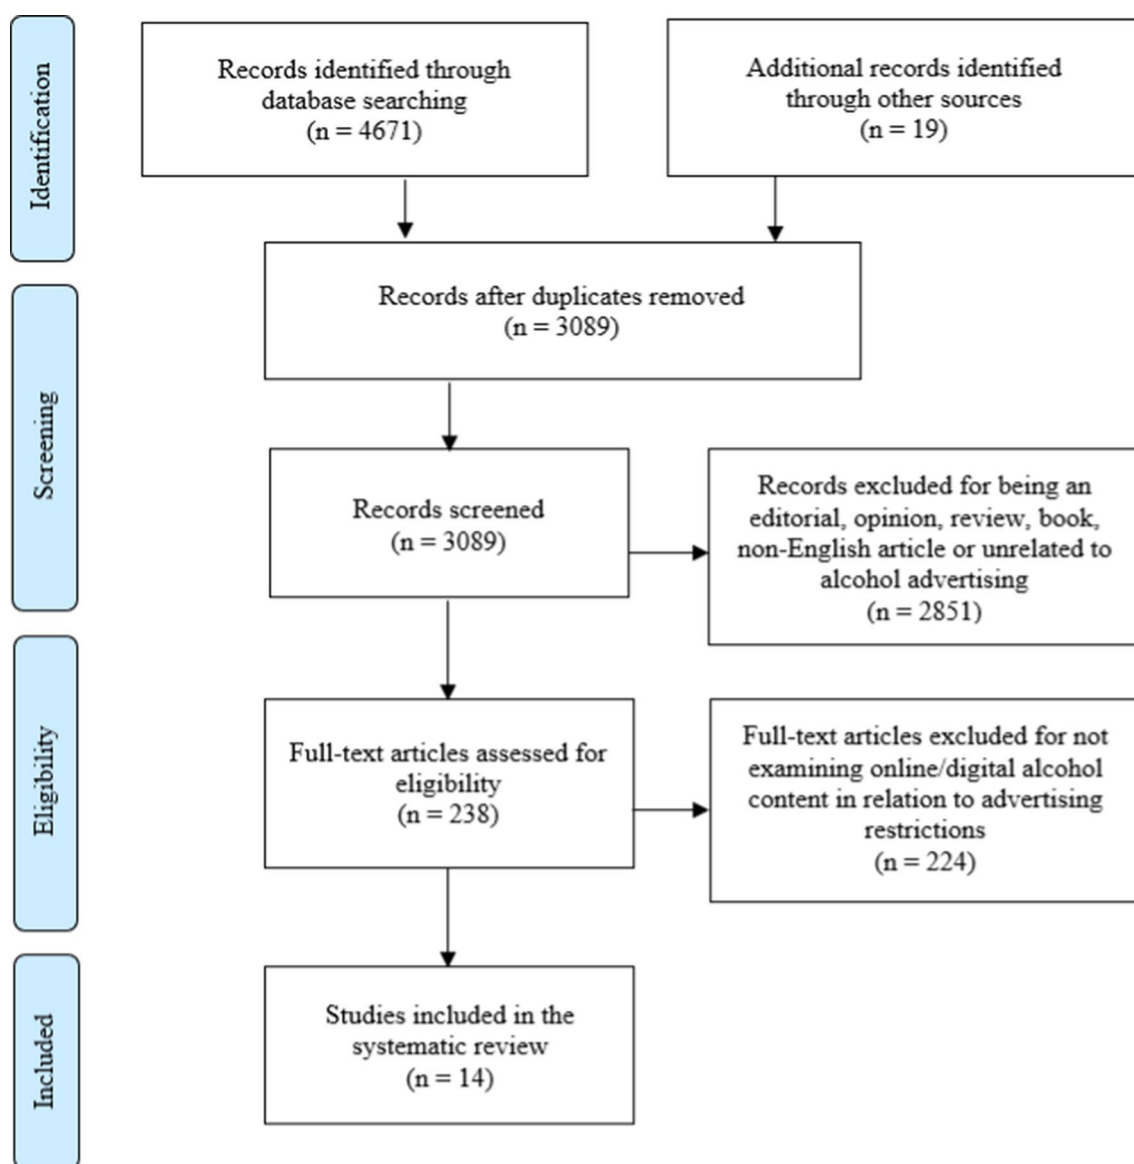 Identification
Records identified through
database searching
(n = 4671)
Additional records identified
through other sources
(n = 19)
Records after duplicates removed
(n = 3089)
Screening
Records screened
(n = 3089)
Records excluded for being an
editorial, opinion, review, book,
non-English article or unrelated to
alcohol advertising
(n = 2851)
Eligibility
Full-text articles assessed for
eligibility
(n = 238)
Full-text articles excluded for not
examining online/digital alcohol
content in relation to advertising
restrictions
(n = 224)
Included
Studies included in the
systematic review
(n = 14)